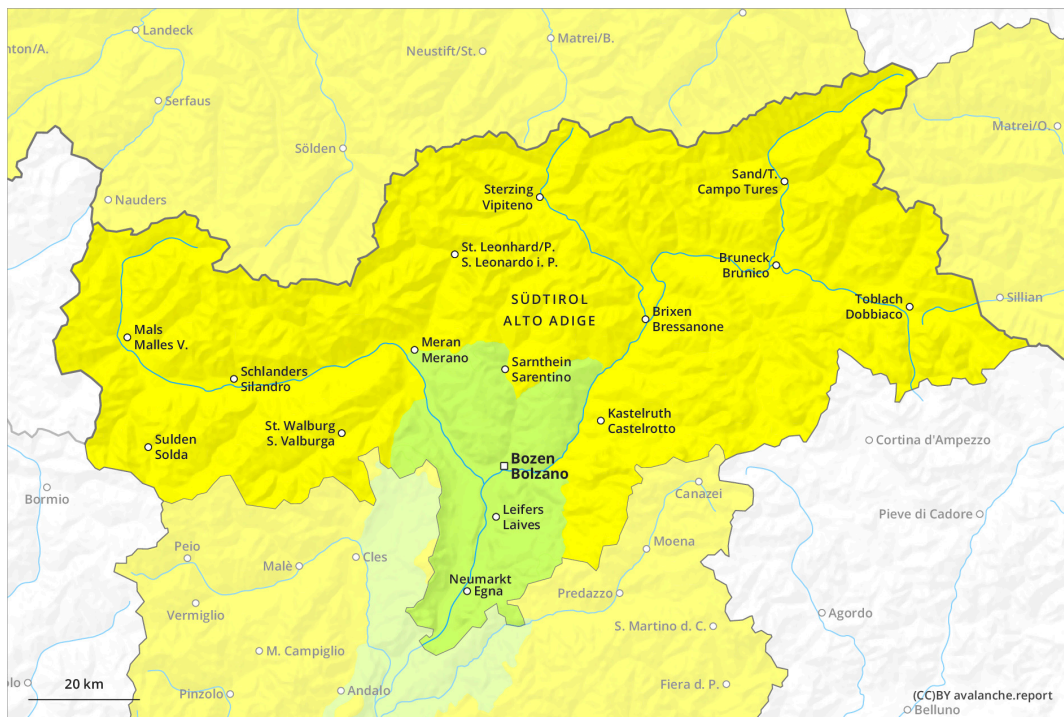 Landeck
nton/A.
Neustift/St.
Matrei/B.
Serfaus
Matrei/O.
Sölden
Sand/T.
Campo Tures
Sterzing
Vipiteno
Nauders
St. Leonhard/P.
S. Leonardo i. P.
Bruneck
Brunico
SÜDTIROL
ALTO ADIGE
Toblach
Dobbiaco
Sillian
Brixen
Bressanone
Mals
Malles V.
Meran
Merano
Sarnthein
Sarentino
Schlanders
Silandro
Kastelruth
Castelrotto
St. Walburg
S. Valburga
Sulden
Solda
Cortina d'Ampezzo
Bozen
Bolzano
Bormio
Canazei
Leifers
Laives
Pieve di Cadore
Peio
Malè
Cles
Moena
Neumarkt
Egna
Vermiglio
Predazzo
Agordo
S. Martino d. C.
M. Campiglio
20 km
olo
Pinzolo
Andalo
Fiera d. P.
(CC)BY avalanche.report
Belluno